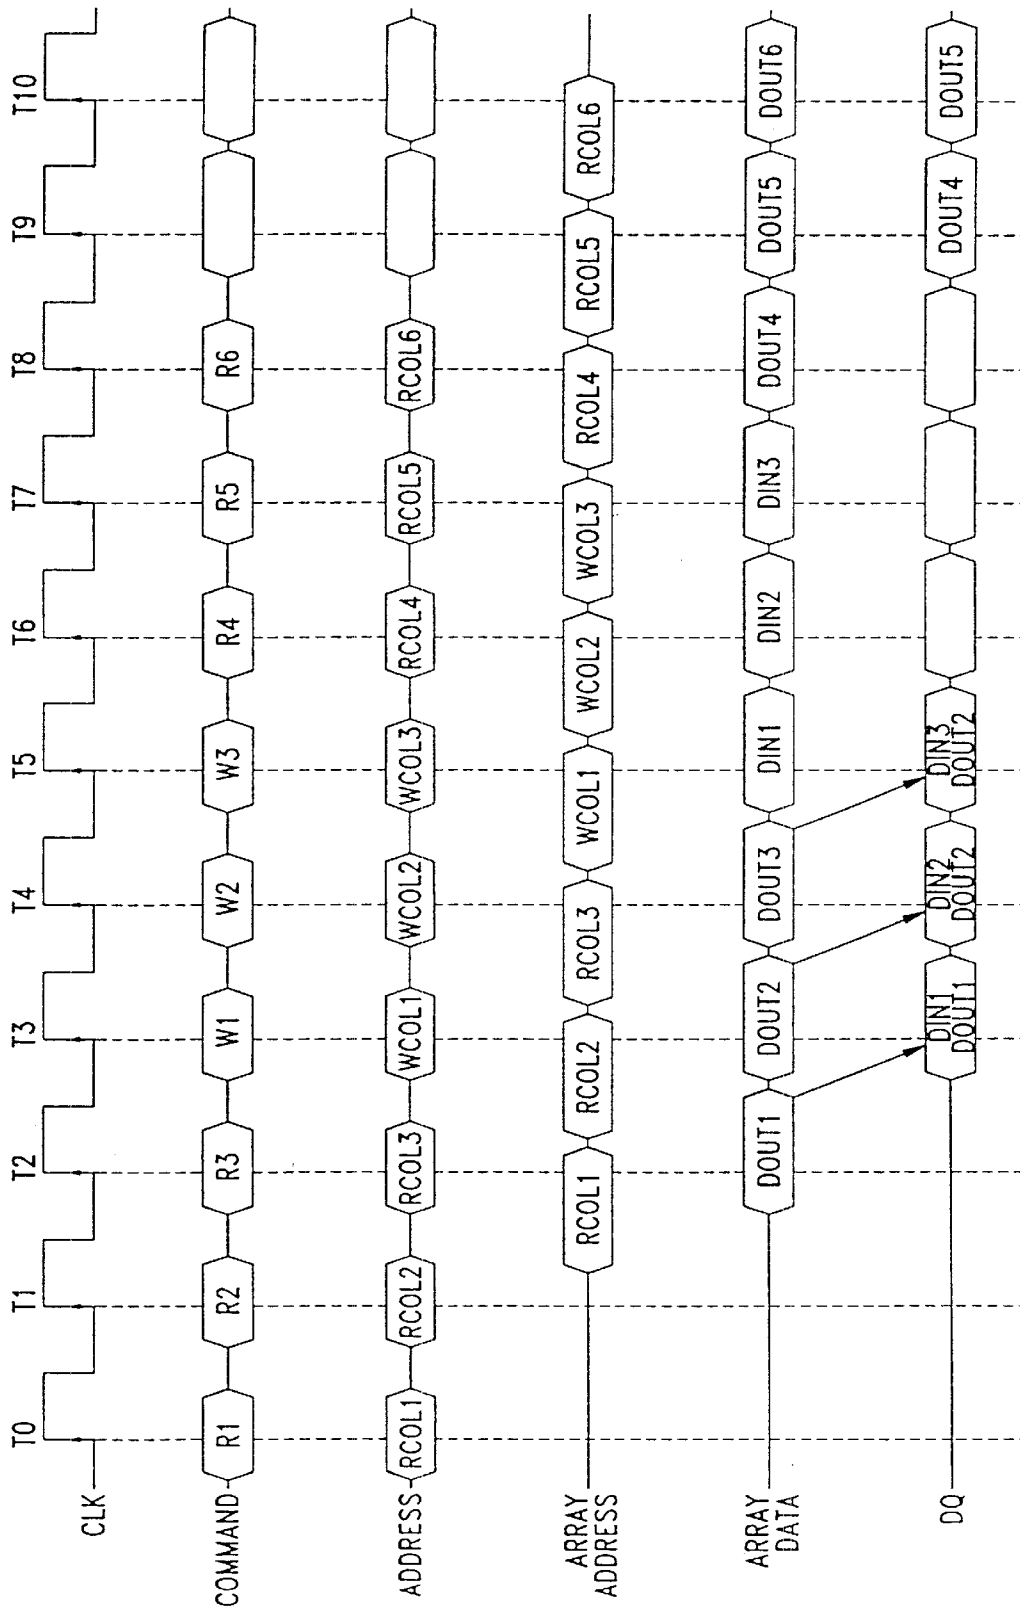 T0 T1 T2 T3 T4 T5 T6 T7 T8 T9 T10
CLK
COMMAND R1 R2 R3 W1 W2 W3 R4 R5 R6
ADDRESS RCOL1 RCOL2 RCOL3 WCOL1 WCOL2 WCOL3 RCOL4 RCOL5 RCOL6
ARRAY
ADDRESS
RCOL1 RCOL2 RCOL3 WCOL1 WCOL2 WCOL3 RCOL4 RCOL5 RCOL6
ARRAY
DATA
DOUT1 DOUT2 DOUT3 DIN1 DIN2 DIN3 DOUT4 DOUT5 DOUT6
DQ
DIN1 DIN2 DIN3
DOUT1 DOUT2 DOUT2
DOUT4 DOUT5